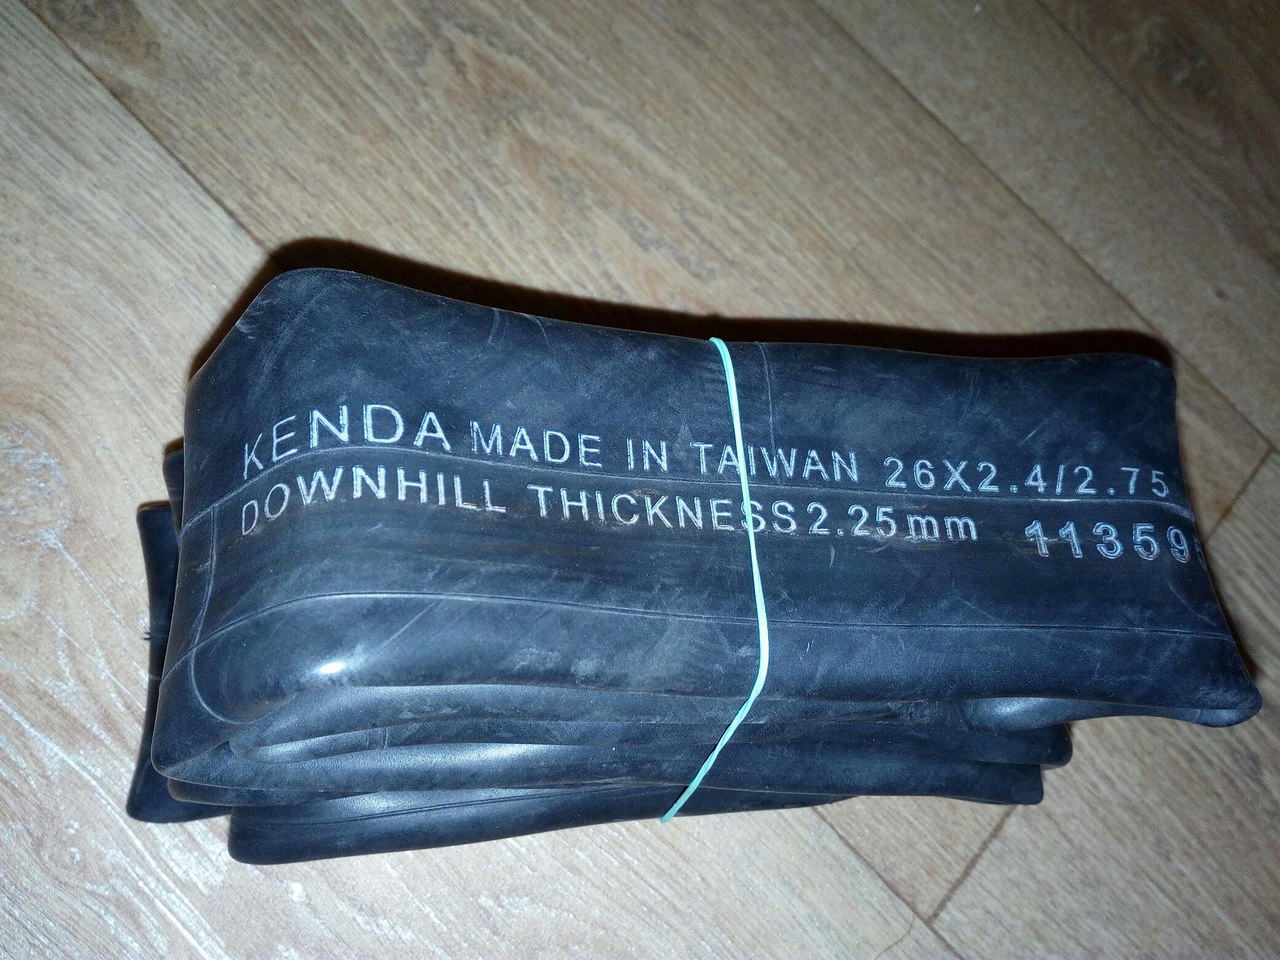 KENDA MADE IN TAIWAN 26X2.4/2.75
DOWNHILL THICKNESS 2.25mm 11359